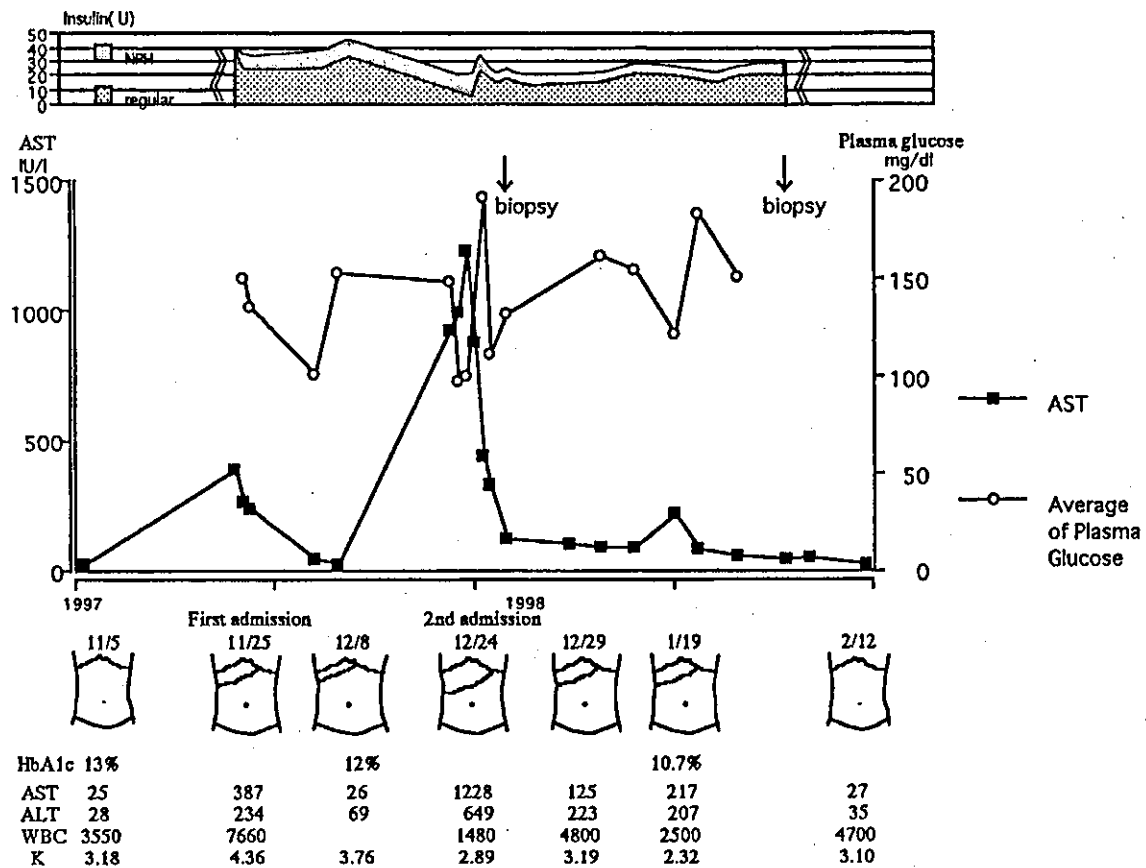 Insulin( U)
50
40
30
20
10
0
NPH
regular
AST
IU/l
Plasma glucose
mg/dl
1500
1000
500
0
200
150
100
50
0
biopsy
biopsy
AST
Average
of Plasma
Glucose
1997
1998
First admission
2nd admission
11/5 11/25 12/8 12/24 12/29 1/19 2/12
HbA1c 13% 12% 10.7%
AST 25 387 26 1228 125 217 27
ALT 28 234 69 649 223 207 35
WBC 3550 7660 1480 4800 2500 4700
K 3.18 4.36 3.76 2.89 3.19 2.32 3.10